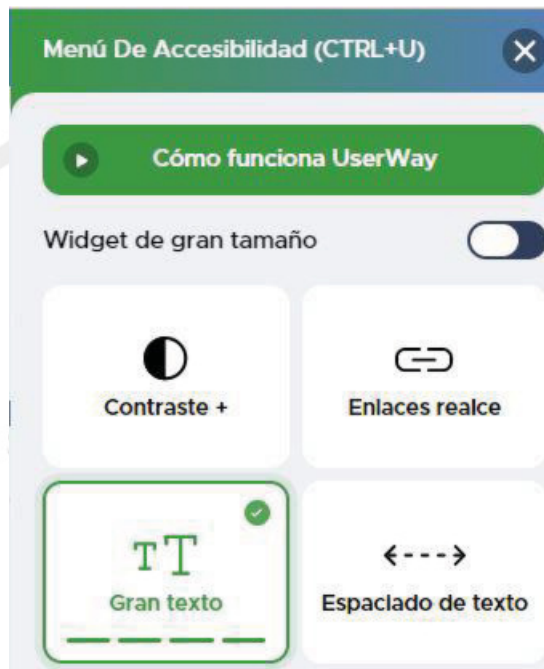 Menú De Accesibilidad (CTRL+U)
Cómo funciona UserWay
Widget de gran tamaño
Contraste +
Enlaces realce
Gran texto
Espaciado de texto